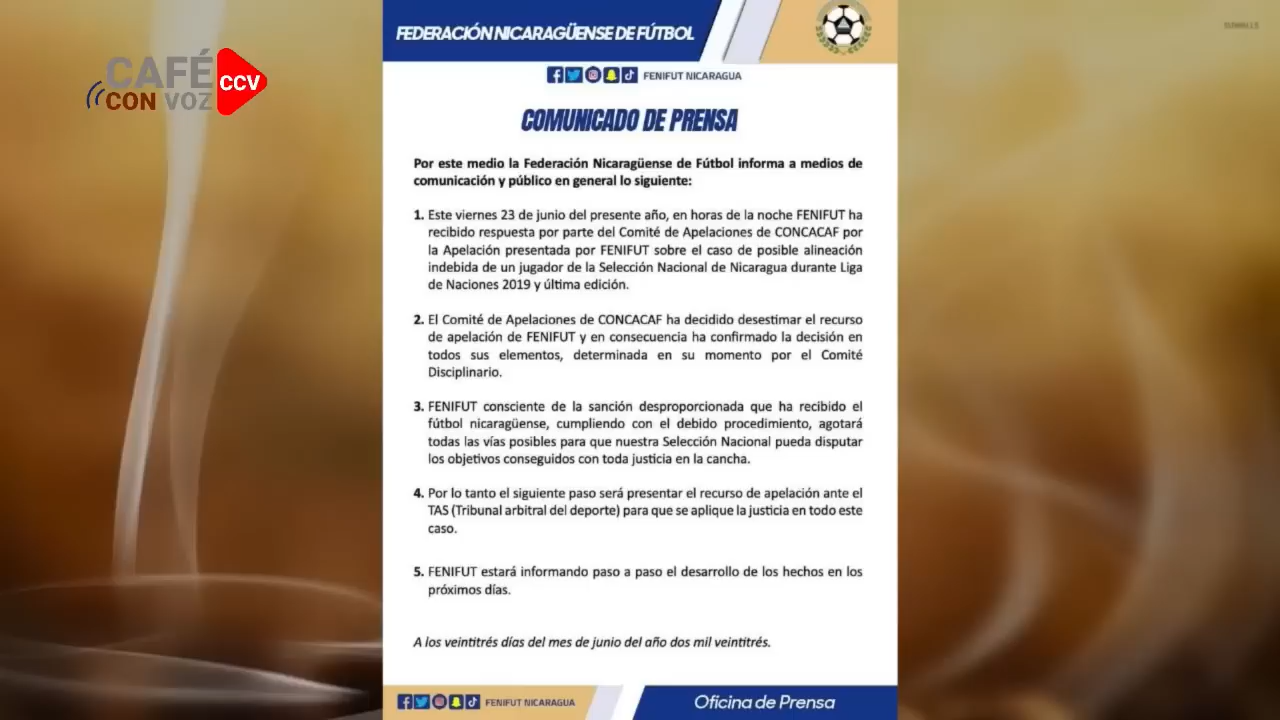 CAFÉ
CON VOZ
CCV
FEDERACIÓN NICARAGÜENSE DE FÚTBOL
FENIFUT NICARAGUA
COMUNICADO DE PRENSA
Por este medio la Federación Nicaragüense de Fútbol informa a medios de
comunicación y público en general lo siguiente:
1. Este viernes 23 de junio del presente año, en horas de la noche FENIFUT ha
recibido respuesta por parte del Comité de Apelaciones de CONCACAF por
la Apelación presentada por FENIFUT sobre el caso de posible alineación
indebida de un jugador de la Selección Nacional de Nicaragua durante Liga
de Naciones 2019 y última edición.
2. El Comité de Apelaciones de CONCACAF ha decidido desestimar el recurso
de apelación de FENIFUT y en consecuencia ha confirmado la decisión en
todos sus elementos, determinada en su momento por el Comité
Disciplinario.
3. FENIFUT consciente de la sanción desproporcionada que ha recibido el
fútbol nicaragüense, cumpliendo con el debido procedimiento, agotará
todas las vías posibles para que nuestra Selección Nacional pueda disputar
los objetivos conseguidos con toda justicia en la cancha.
4. Por lo tanto el siguiente paso será presentar el recurso de apelación ante el
TAS (Tribunal arbitral del deporte) para que se aplique la justicia en todo este
caso.
5. FENIFUT estará informando paso a paso el desarrollo de los hechos en los
próximos días.
A los veintitrés días del mes de junio del año dos mil veintitrés.
FENIFUT NICARAGUA
Oficina de Prensa